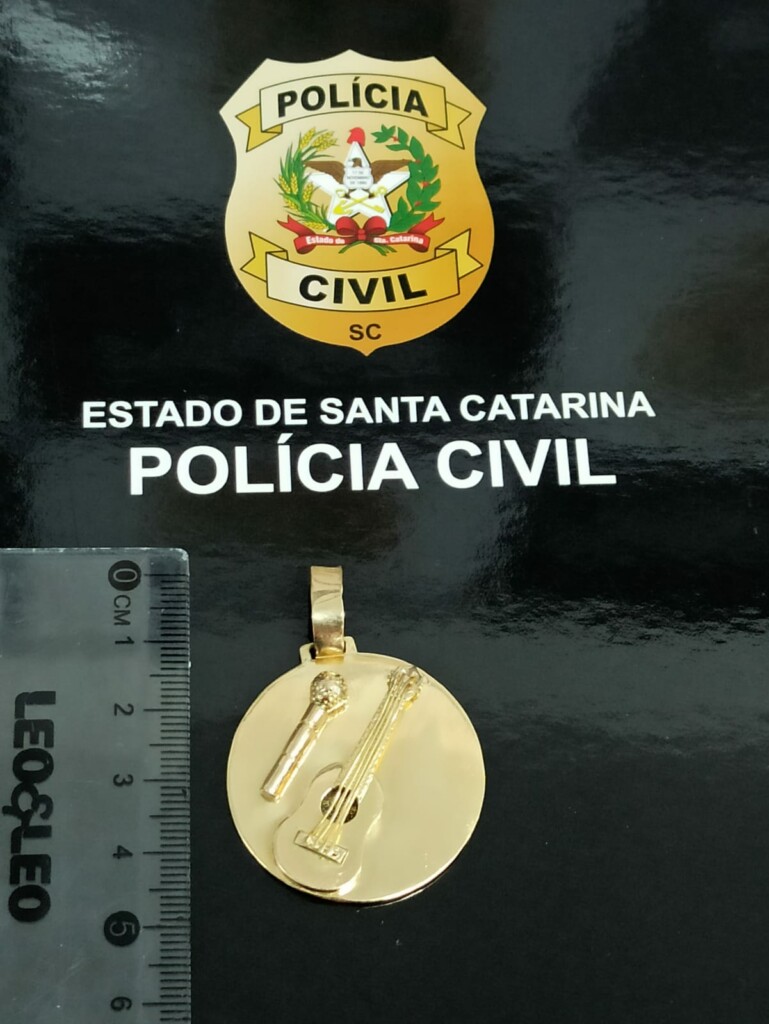 POLÍCIA
Estado de Sta. Catarina
CIVIL
SC
ESTADO DE SANTA CATARINA
POLÍCIA CIVIL
0
CM
1
2
3
4
5
6
LEO&LEO